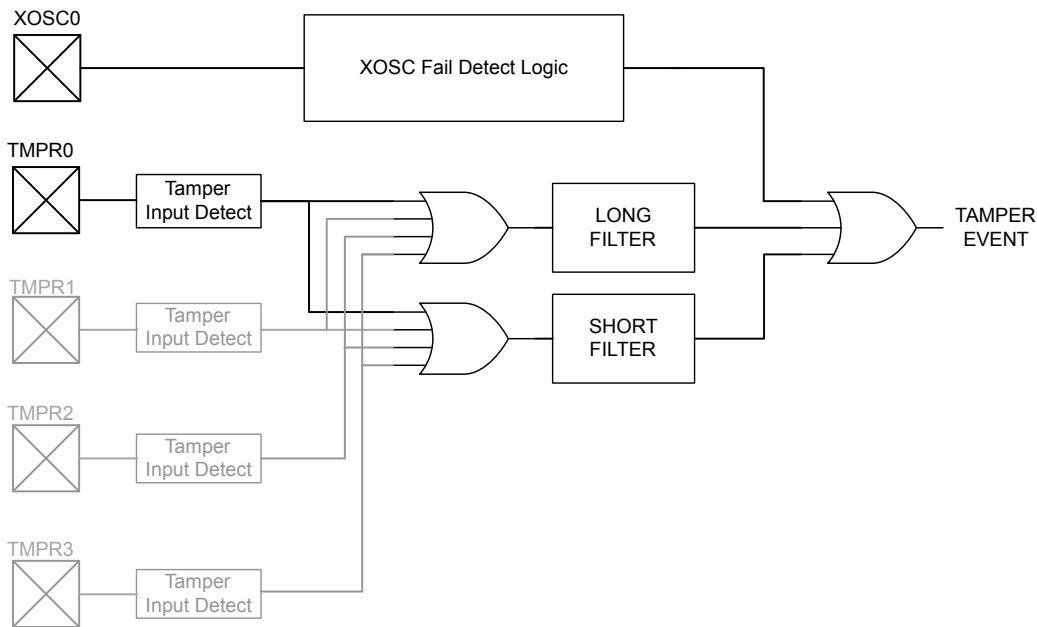 XOSC0
XOSC Fail Detect Logic
TMPR0
Tamper
Input Detect
LONG
FILTER
TAMPER
EVENT
TMPR1
Tamper
Input Detect
SHORT
FILTER
TMPR2
Tamper
Input Detect
TMPR3
Tamper
Input Detect